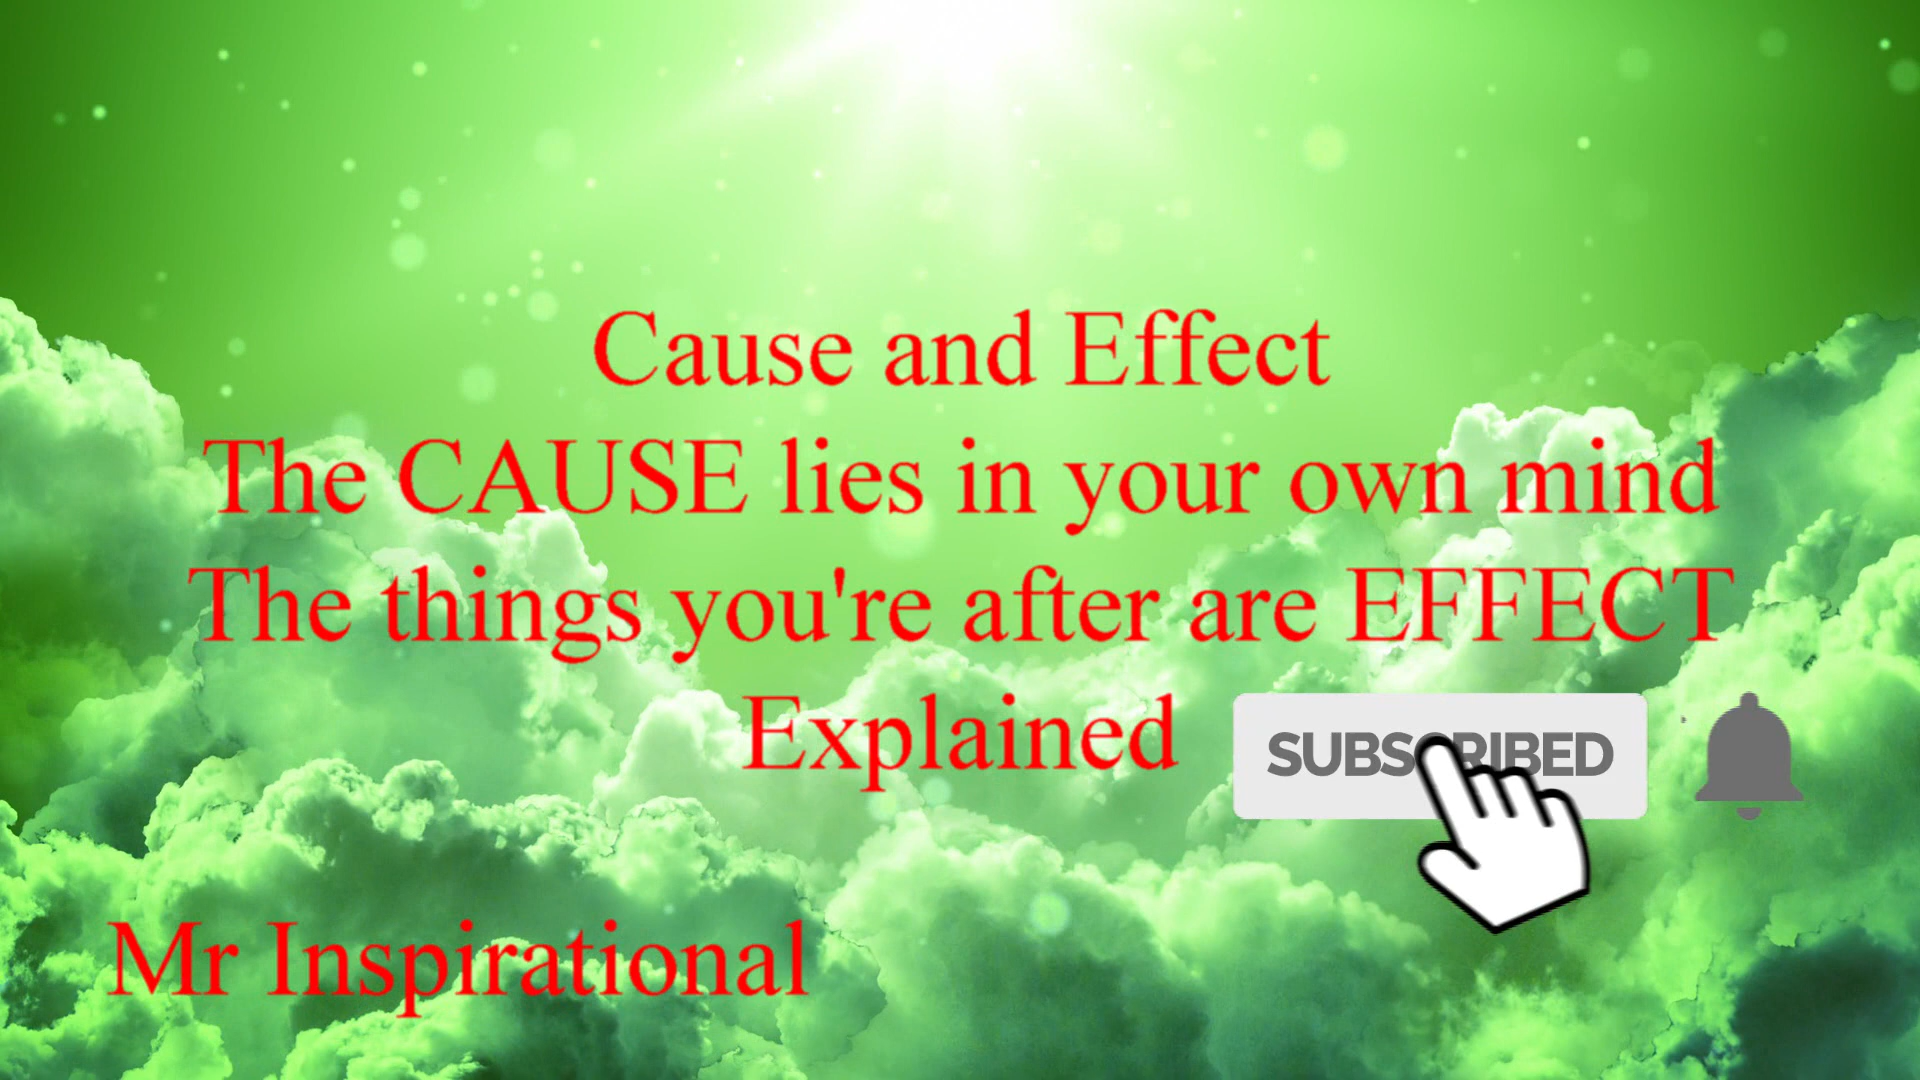 Cause and Effect
The CAUSE lies in your own mind
The things you're after are EFFECT
Explained
SUBSCRIBED
Mr Inspirational